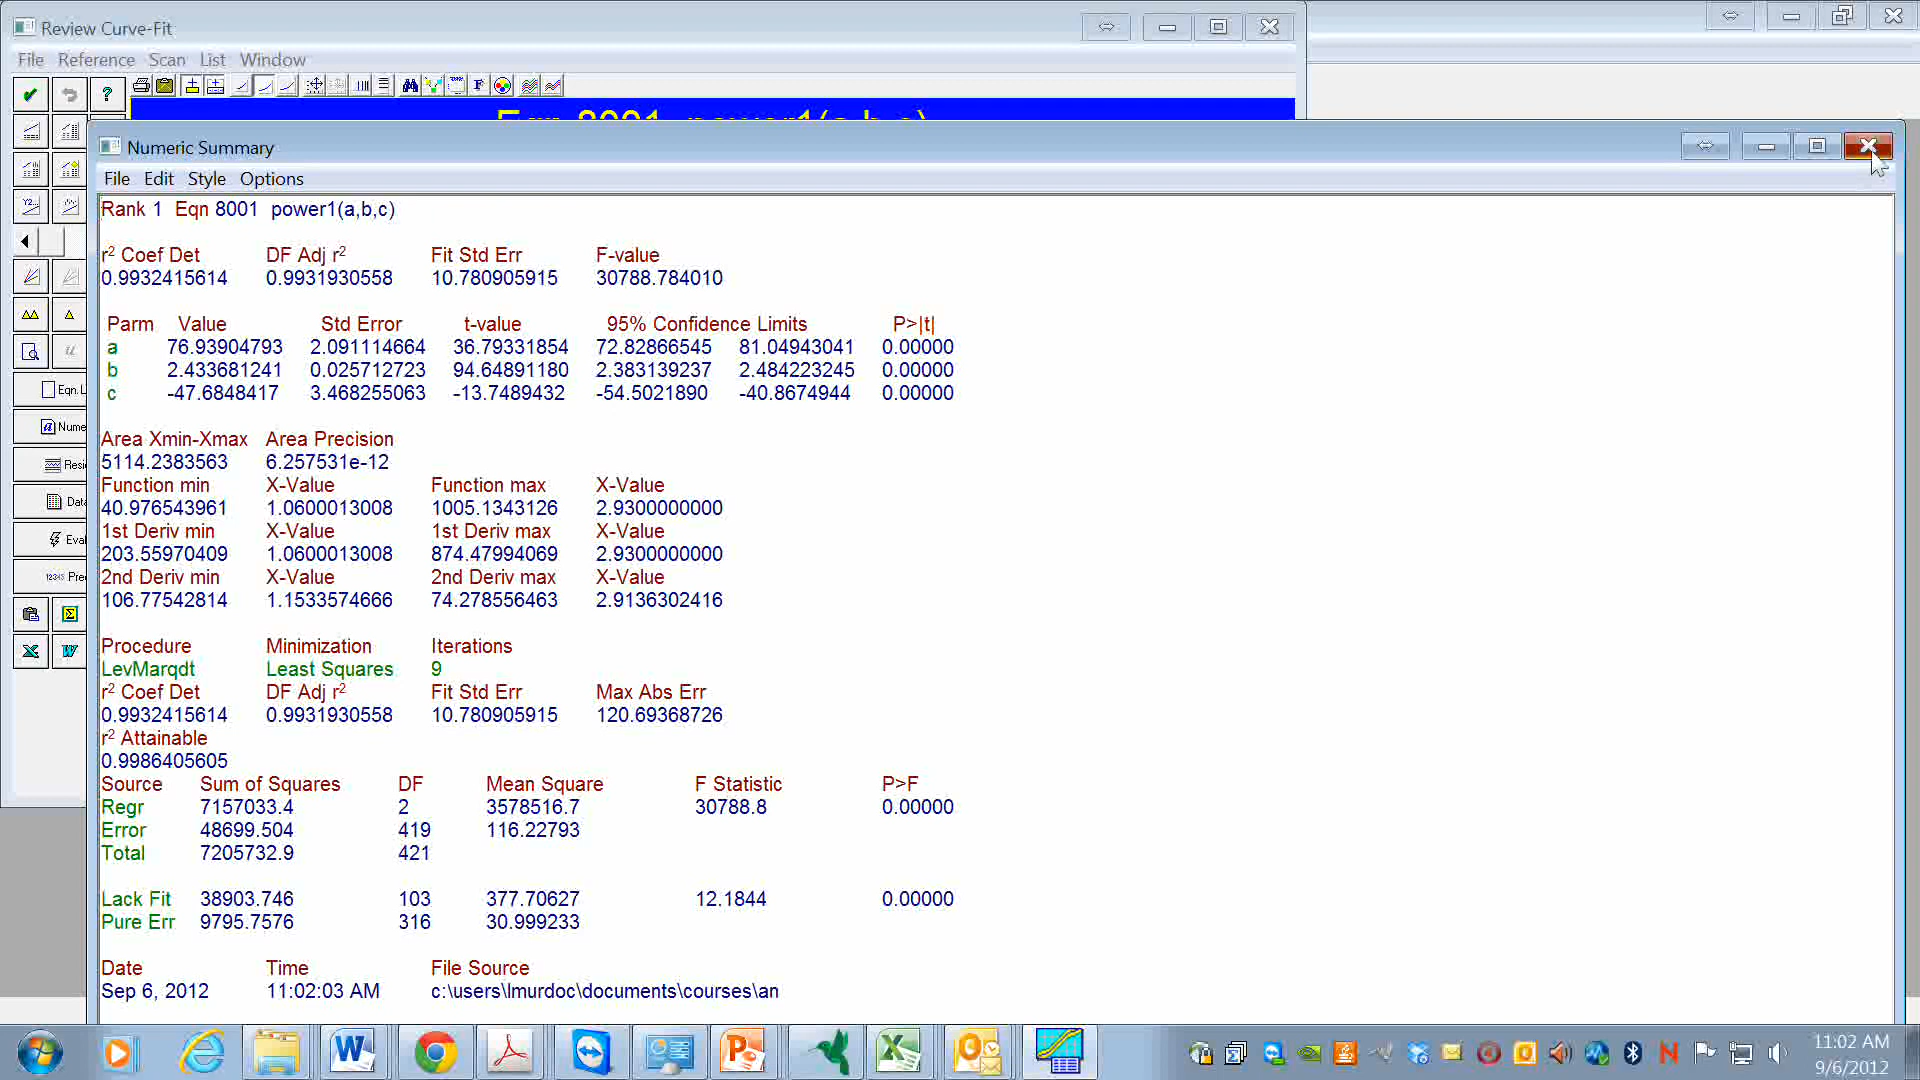 Review Curve-Fit
File Reference Scan List Window
Eqn 8001 power1(a,b,c)
Numeric Summary
File Edit Style Options
Rank 1 Eqn 8001 power1(a,b,c)
r² Coef Det DF Adj r² Fit Std Err F-value
0.9932415614 0.9931930558 10.780905915 30788.784010
Parm Value Std Error t-value 95% Confidence Limits P>|t|
a 76.93904793 2.091114664 36.79331854 72.82866545 81.04943041 0.00000
b 2.433681241 0.025712723 94.64891180 2.383139237 2.484223245 0.00000
c -47.6848417 3.468255063 -13.7489432 -54.5021890 -40.8674944 0.00000
Area Xmin-Xmax Area Precision
5114.2383563 6.257531e-12
Function min X-Value Function max X-Value
40.976543961 1.0600013008 1005.1343126 2.9300000000
1st Deriv min X-Value 1st Deriv max X-Value
203.55970409 1.0600013008 874.47994069 2.9300000000
2nd Deriv min X-Value 2nd Deriv max X-Value
106.77542814 1.1533574666 74.278556463 2.9136302416
Procedure Minimization Iterations
LevMarqdt Least Squares 9
r² Coef Det DF Adj r² Fit Std Err Max Abs Err
0.9932415614 0.9931930558 10.780905915 120.69368726
r² Attainable
0.9986405605
Source Sum of Squares DF Mean Square F Statistic P>F
Regr 7157033.4 2 3578516.7 30788.8 0.00000
Error 48699.504 419 116.22793
Total 7205732.9 421
Lack Fit 38903.746 103 377.70627 12.1844 0.00000
Pure Err 9795.7576 316 30.999233
Date Time File Source
Sep 6, 2012 11:02:03 AM c:\users\lmurdoc\documents\courses\an
Y2
u
Eqn.L
Nume
Resi
Data
Eval
12345 Pre
11:02 AM
9/6/2012